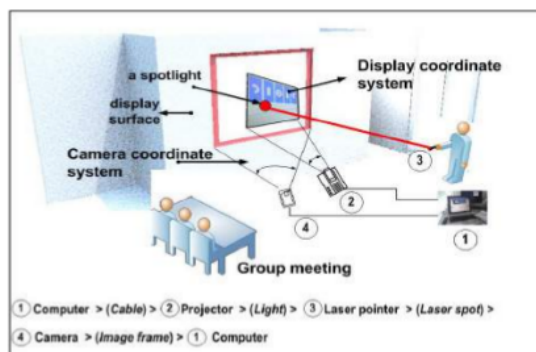 a spotlight
Display coordinate
system
display
surface
Camera coordinate
system
3
2
4
1
Group meeting
1 Computer > (Cable) > 2 Projector > (Light) > 3 Laser pointer > (Laser spot) >
4 Camera > (Image frame) > 1 Computer